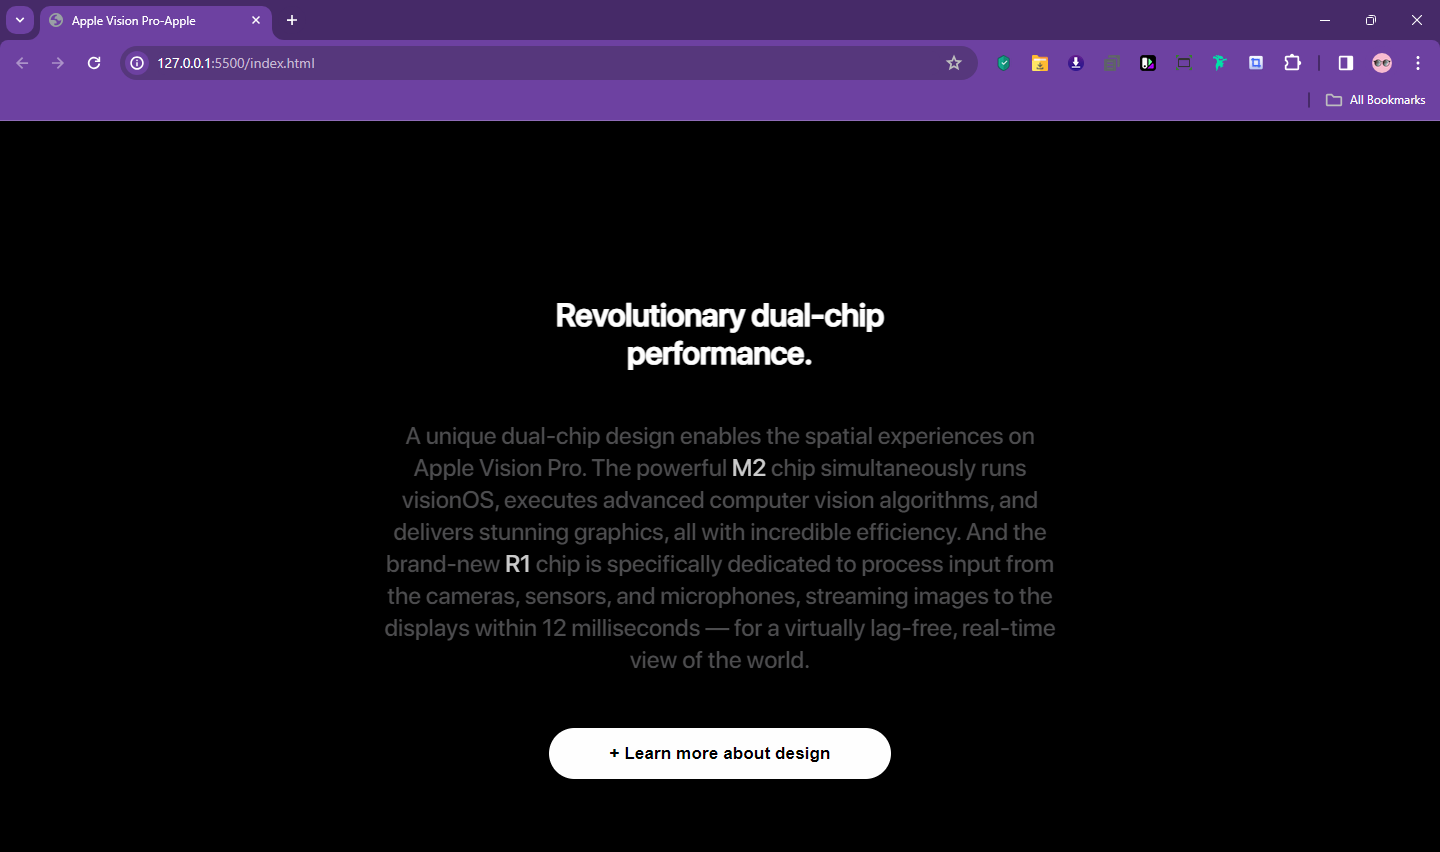 Apple Vision Pro-Apple
127.0.0.1:5500/index.html
All Bookmarks
Revolutionary dual-chip
performance.
A unique dual-chip design enables the spatial experiences on
Apple Vision Pro. The powerful M2 chip simultaneously runs
visionOS, executes advanced computer vision algorithms, and
delivers stunning graphics, all with incredible efficiency. And the
brand-new R1 chip is specifically dedicated to process input from
the cameras, sensors, and microphones, streaming images to the
displays within 12 milliseconds — for a virtually lag-free, real-time
view of the world.
+ Learn more about design